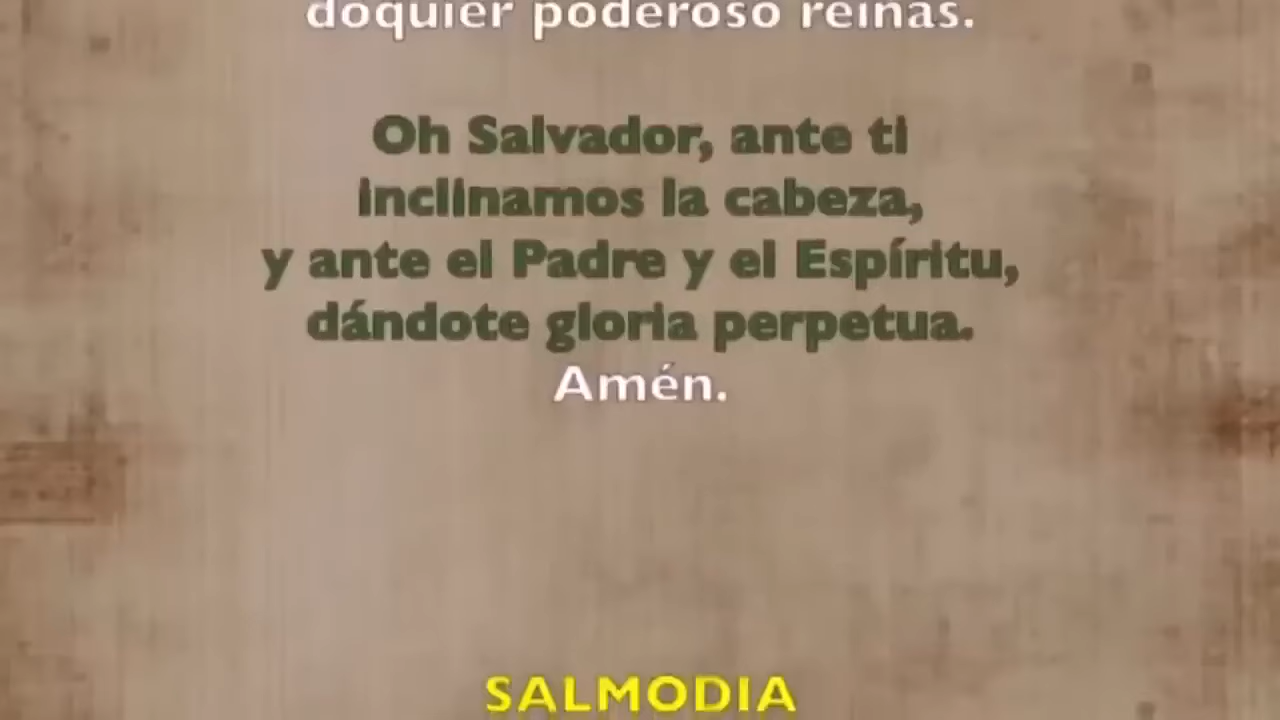 doquier poderoso reinas.
Oh Salvador, ante ti
inclinamos la cabeza,
y ante el Padre y el Espíritu,
dándote gloria perpetua.
Amén.
SALMODIA